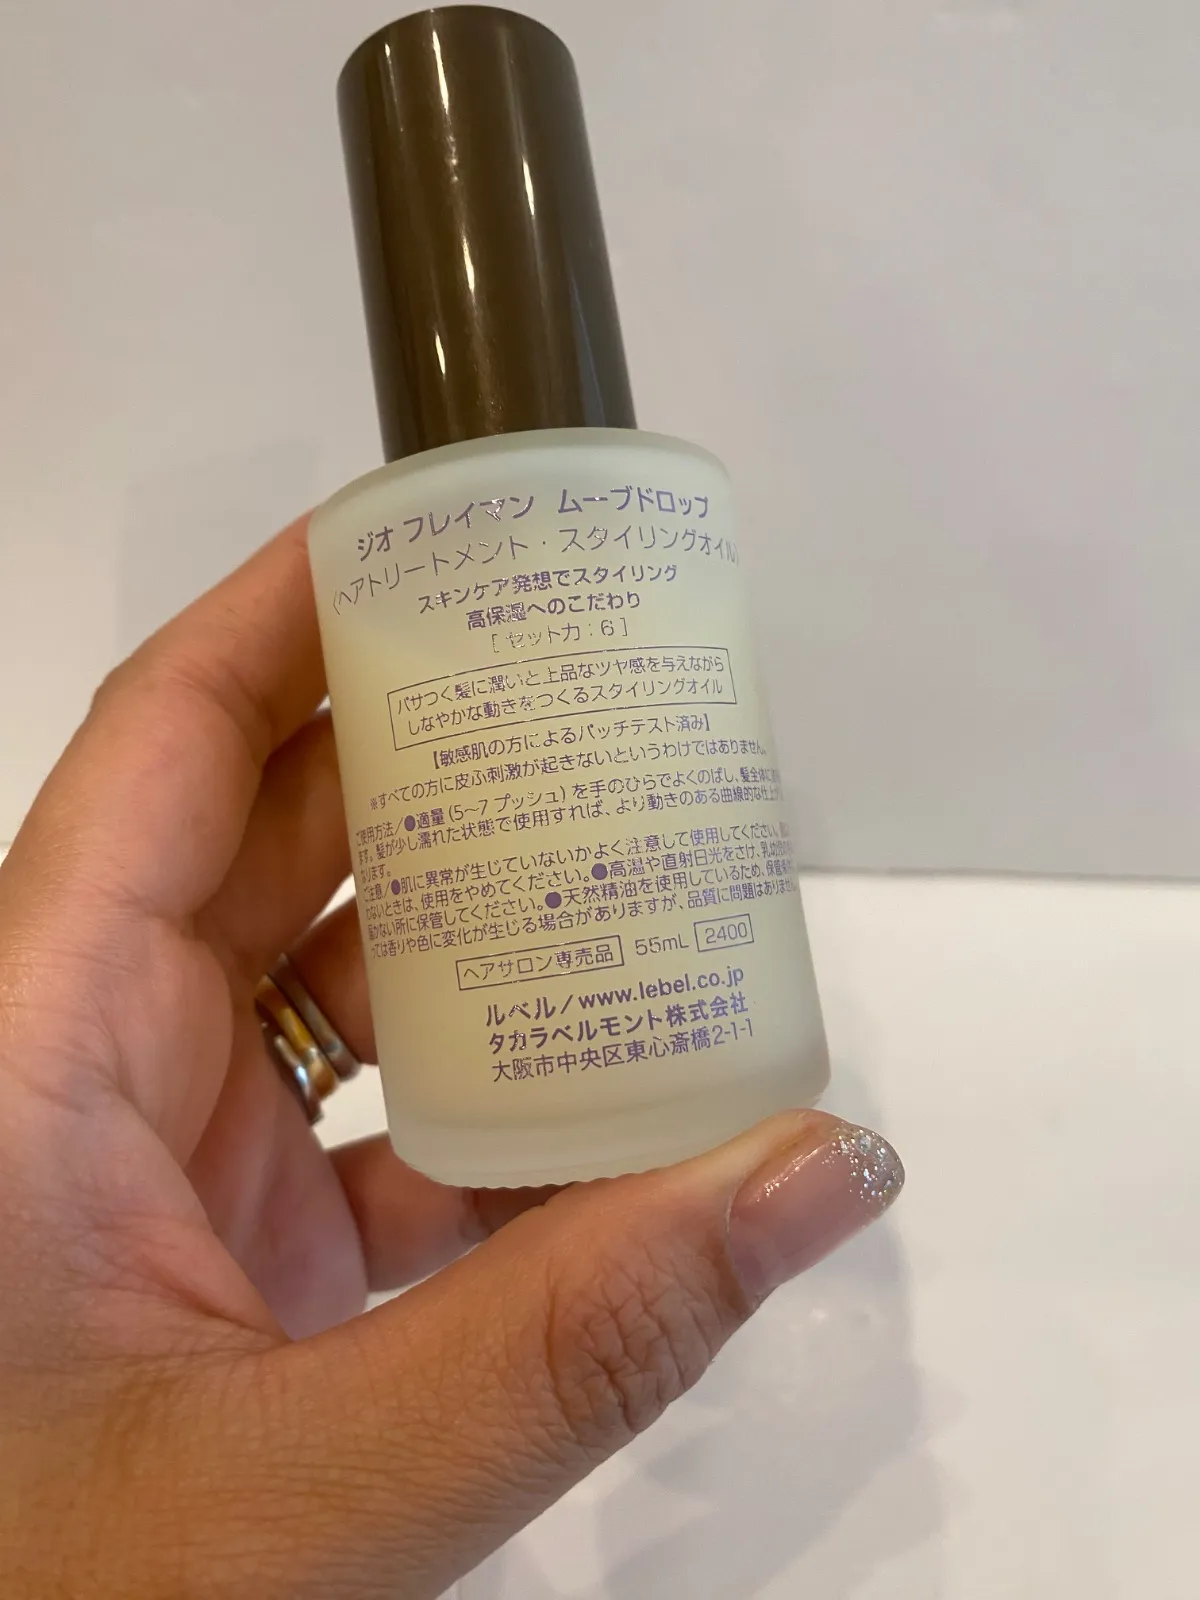 ジオ フレイマン ムーブドロップ
〈ヘアトリートメント・スタイリングオイル〉
スキンケア発想でスタイリング
高保湿へのこだわり
[セット力:6]
パサつく髪に潤いと上品なツヤ感を与えながら
しなやかな動きをつくるスタイリングオイル
【敏感肌の方によるパッチテスト済み】
※すべての方に皮ふ刺激が起きないというわけではありません。
ご使用方法/●適量(5〜7プッシュ)を手のひらでよくのばし、髪全体に
ます。髪が少し濡れた状態で使用すれば、より動きのある曲線的な仕上が
なります。
ご注意/●肌に異常が生じていないかよく注意して使用してください。
わないときは、使用をやめてください。●高温や直射日光をさけ、乳幼児の
届かない所に保管してください。●天然精油を使用しているため、保管
っては香りや色に変化が生じる場合がありますが、品質に問題はありません
ヘアサロン専売品 55mL 2400
ルベル/www.lebel.co.jp
タカラベルモント株式会社
大阪市中央区東心斎橋2-1-1